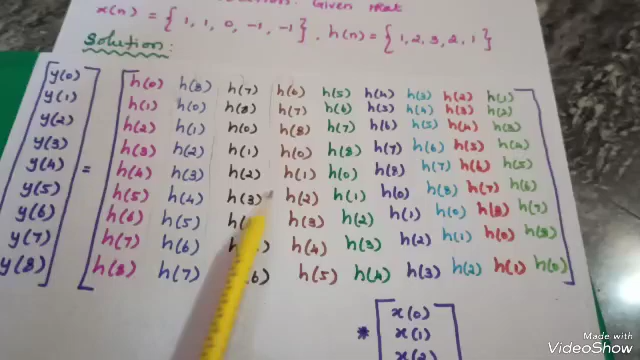 Given that
x(n) = { 1, 1, 0, -1, -1 } . h(n) = { 1, 2, 3, 2, 1 }
Solution:
y(0) h(0) h(8) h(7) h(6) h(5) h(4) h(3) h(2) h(1)
y(1) h(1) h(0) h(8) h(7) h(6) h(5) h(4) h(3) h(2)
y(2) h(2) h(1) h(0) h(8) h(7) h(6) h(5) h(4) h(3)
y(3) h(3) h(2) h(1) h(0) h(8) h(7) h(6) h(5) h(4)
y(4) = h(4) h(3) h(2) h(1) h(0) h(8) h(7) h(6) h(5)
y(5) h(5) h(4) h(3) h(2) h(1) h(0) h(8) h(7) h(6)
y(6) h(6) h(5) h(3) h(2) h(1) h(0) h(8) h(7)
y(7) h(7) h(6) h(4) h(3) h(2) h(1) h(0) h(8)
y(8) h(8) h(7) 6) h(5) h(4) h(3) h(2) h(1) h(0)
* x(0)
x(1)
x(2)
Made with
VideoShow